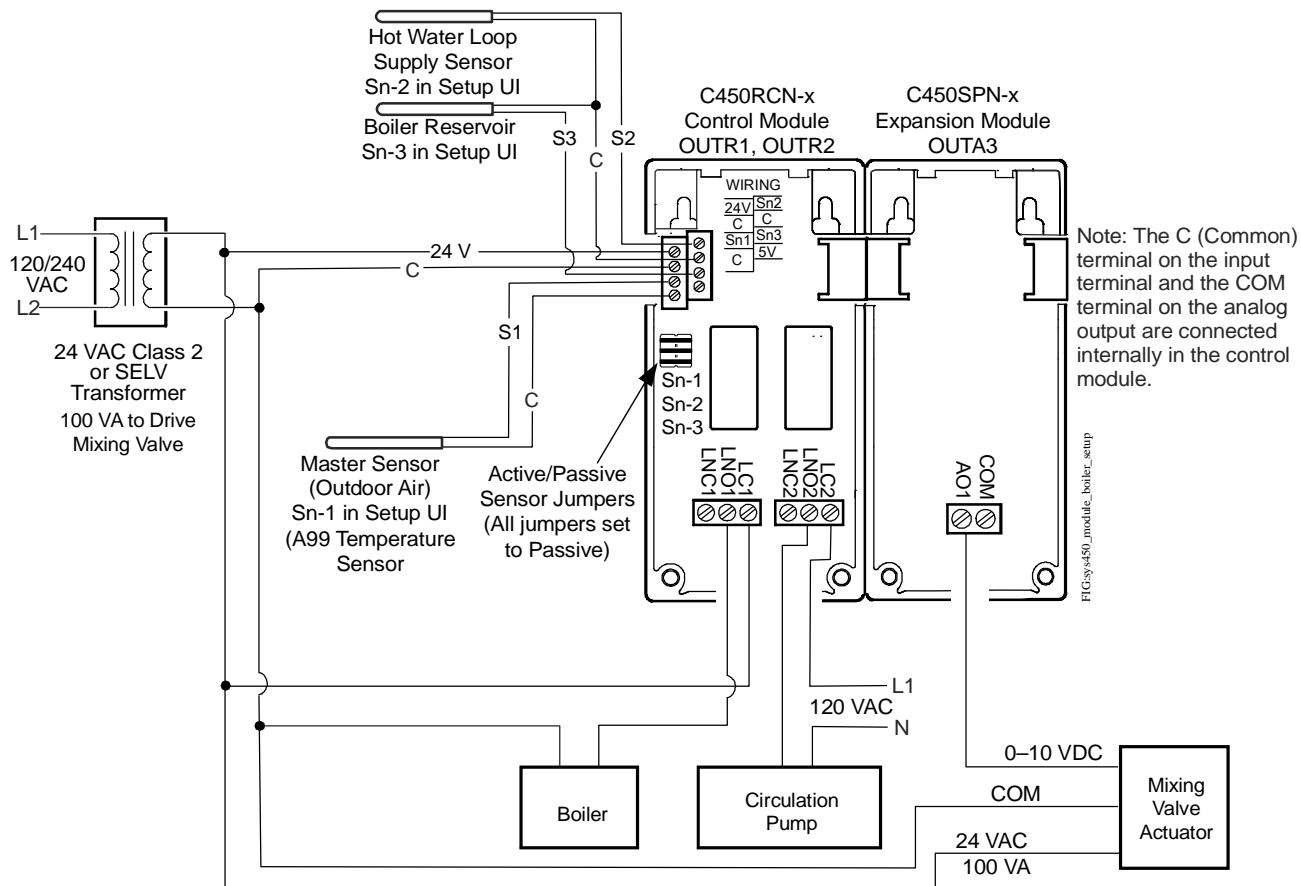 Hot Water Loop
Supply Sensor
Sn-2 in Setup UI
Boiler Reservoir
Sn-3 in Setup UI
S3
S2
C
C450RCN-x
Control Module
OUTR1, OUTR2
C450SPN-x
Expansion Module
OUTA3
WIRING
24V
C
Sn1
C
Sn2
C
Sn3
5V
Note: The C (Common)
terminal on the input
terminal and the COM
terminal on the analog
output are connected
internally in the control
module.
L1
120/240
VAC
L2
24 V
C
24 VAC Class 2
or SELV
Transformer
100 VA to Drive
Mixing Valve
S1
C
Sn-1
Sn-2
Sn-3
Master Sensor
(Outdoor Air)
Sn-1 in Setup UI
(A99 Temperature
Sensor
Active/Passive
Sensor Jumpers
(All jumpers set
to Passive)
LNC1
LNO1
LC1
LNC2
LNO2
LC2
AO1
COM
FIG:sys450_module_boiler_setup
L1
120 VAC
N
Boiler
Circulation
Pump
0–10 VDC
COM
24 VAC
100 VA
Mixing
Valve
Actuator